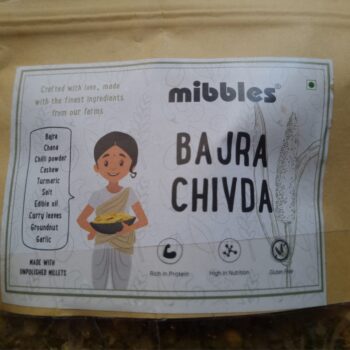 Crafted with love, made
with the finest ingredients
from our farms
mibbles®
BAJRA
CHIVDA
Bajra
Chana
Chilli powder
Cashew
Turmeric
Salt
Edible oil
Curry leaves
Groundnut
Garlic
MADE WITH
UNPOLISHED MILLETS
Rich In Protein
High In Nutrition
Gluten Free